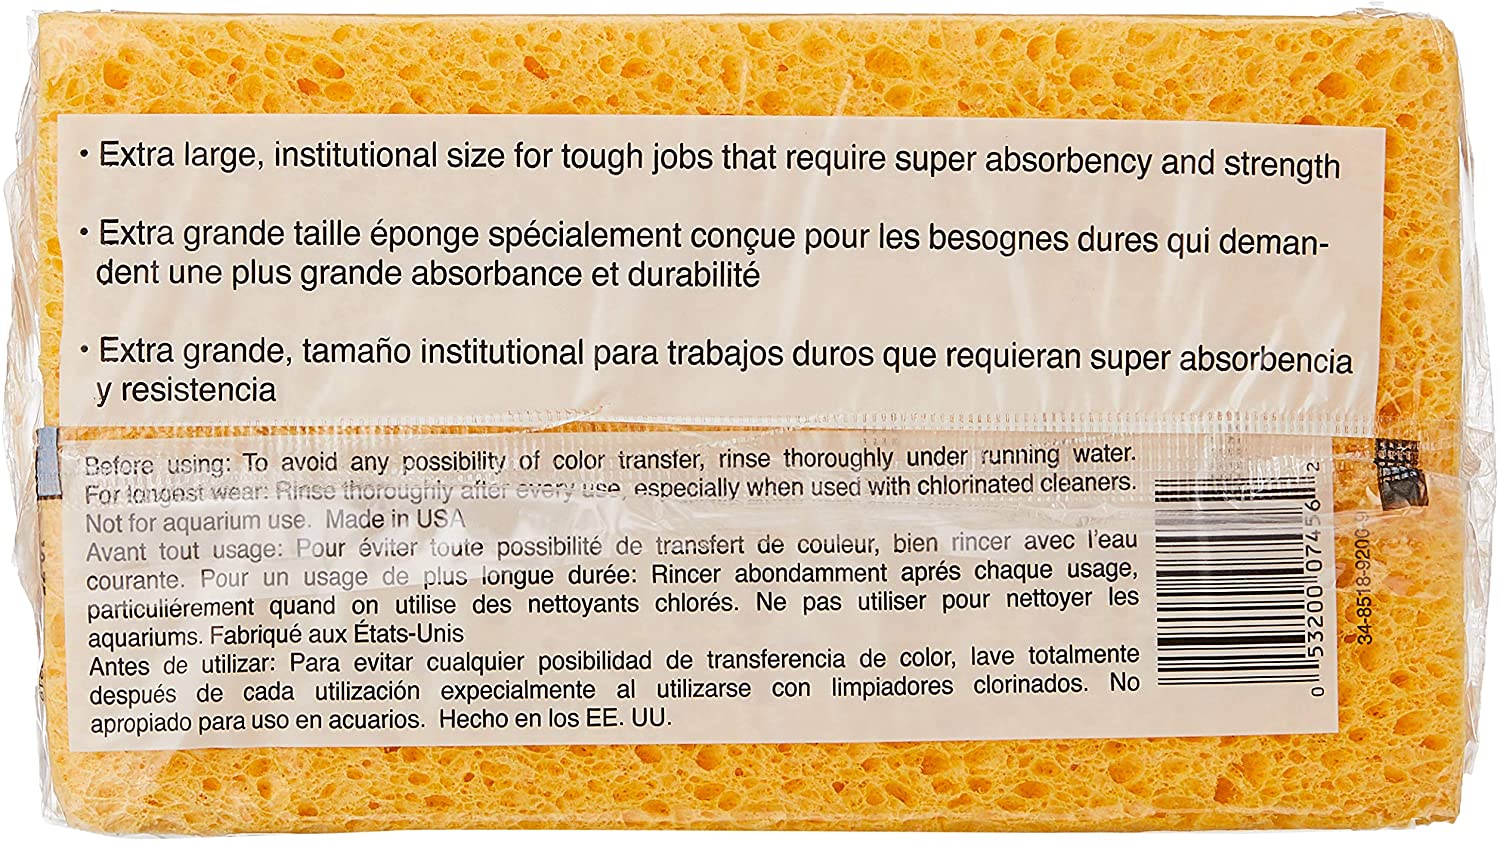 · Extra large, institutional size for tough jobs that require super absorbency and strength
· Extra grande taille éponge spécialement conçue pour les besognes dures qui deman-
dent une plus grande absorbance et durabilité
· Extra grande, tamaño institutional para trabajos duros que requieran super absorbencia
y resistencia
Before using: To avoid any possibility of color transfer, rinse thoroughly under running water.
For longest wear: Rinse thoroughly after every use, especially when used with chlorinated cleaners.
Not for aquarium use. Made in USA
Avant tout usage: Pour éviter toute possibilité de transfert de couleur, bien rincer avec l'eau
courante. Pour un usage de plus longue durée: Rincer abondamment aprés chaque usage,
particuliérement quand on utilise des nettoyants chlorés. Ne pas utiliser pour nettoyer les
aquariums. Fabriqué aux États-Unis
Antes de utilizar: Para evitar cualquier posibilidad de transferencia de color, lave totalmente
después de cada utilización expecialmente al utilizarse con limpiadores clorinados. No
apropiado para uso en acuarios. Hecho en los EE. UU.
0 53200 07456 2
34-8518-9200-9